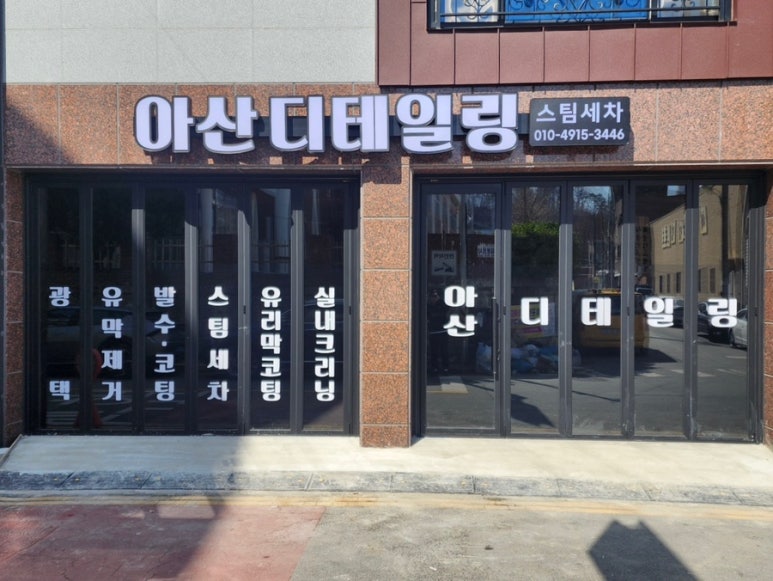 아산 디테일링
스팀세차
010-4915-3446
광택
유막제거
발수·코팅
스팀세차
유리막코팅
실내크리닝
아산 디테일링